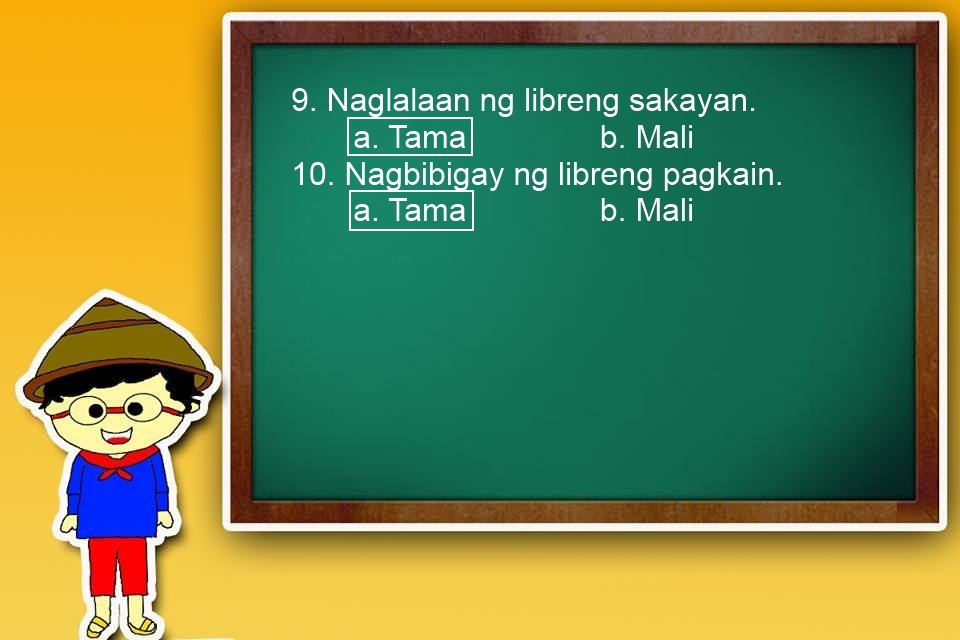 9. Naglalaan ng libreng sakayan.
a. Tama b. Mali
10. Nagbibigay ng libreng pagkain.
a. Tama b. Mali